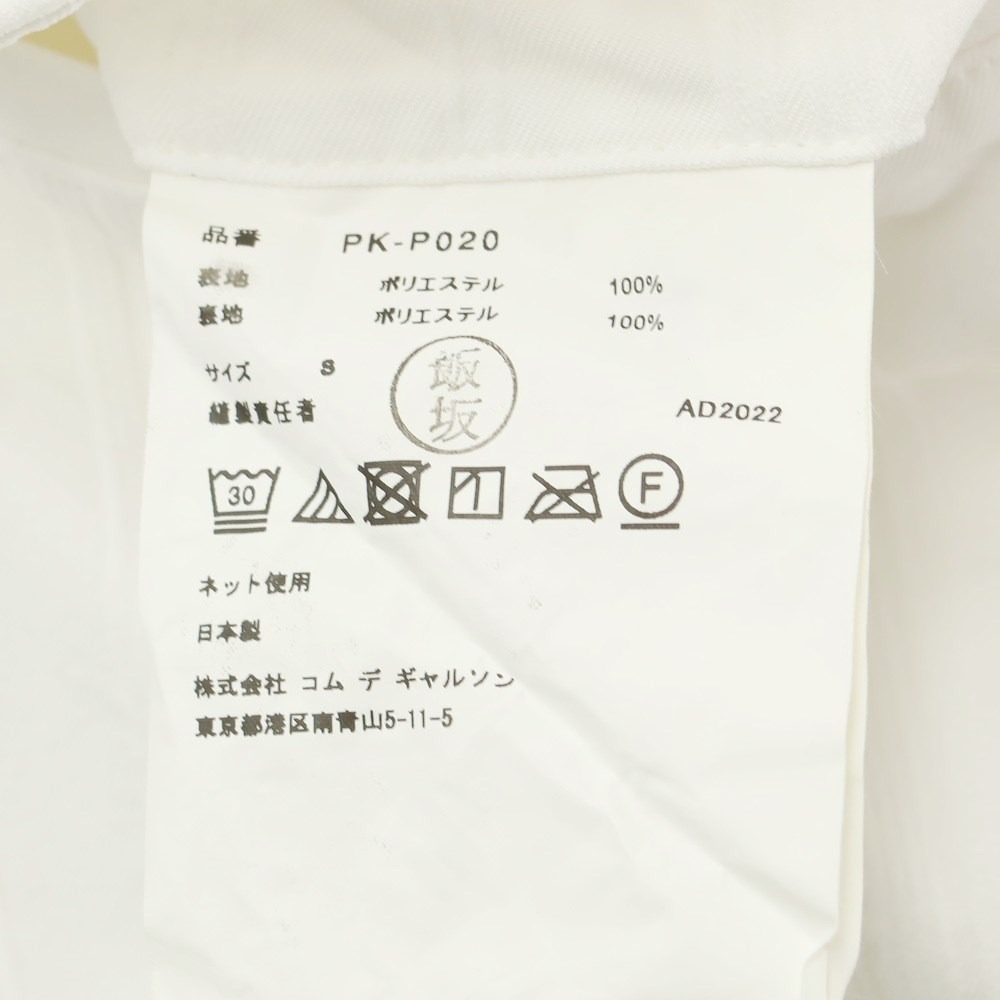 品番 PK-P020
表地 ポリエステル 100%
裏地 ポリエステル 100%
サイズ S
縫製責任者 飯坂 AD2022
30 F
ネット使用
日本製
株式会社 コム デ ギャルソン
東京都港区南青山5-11-5